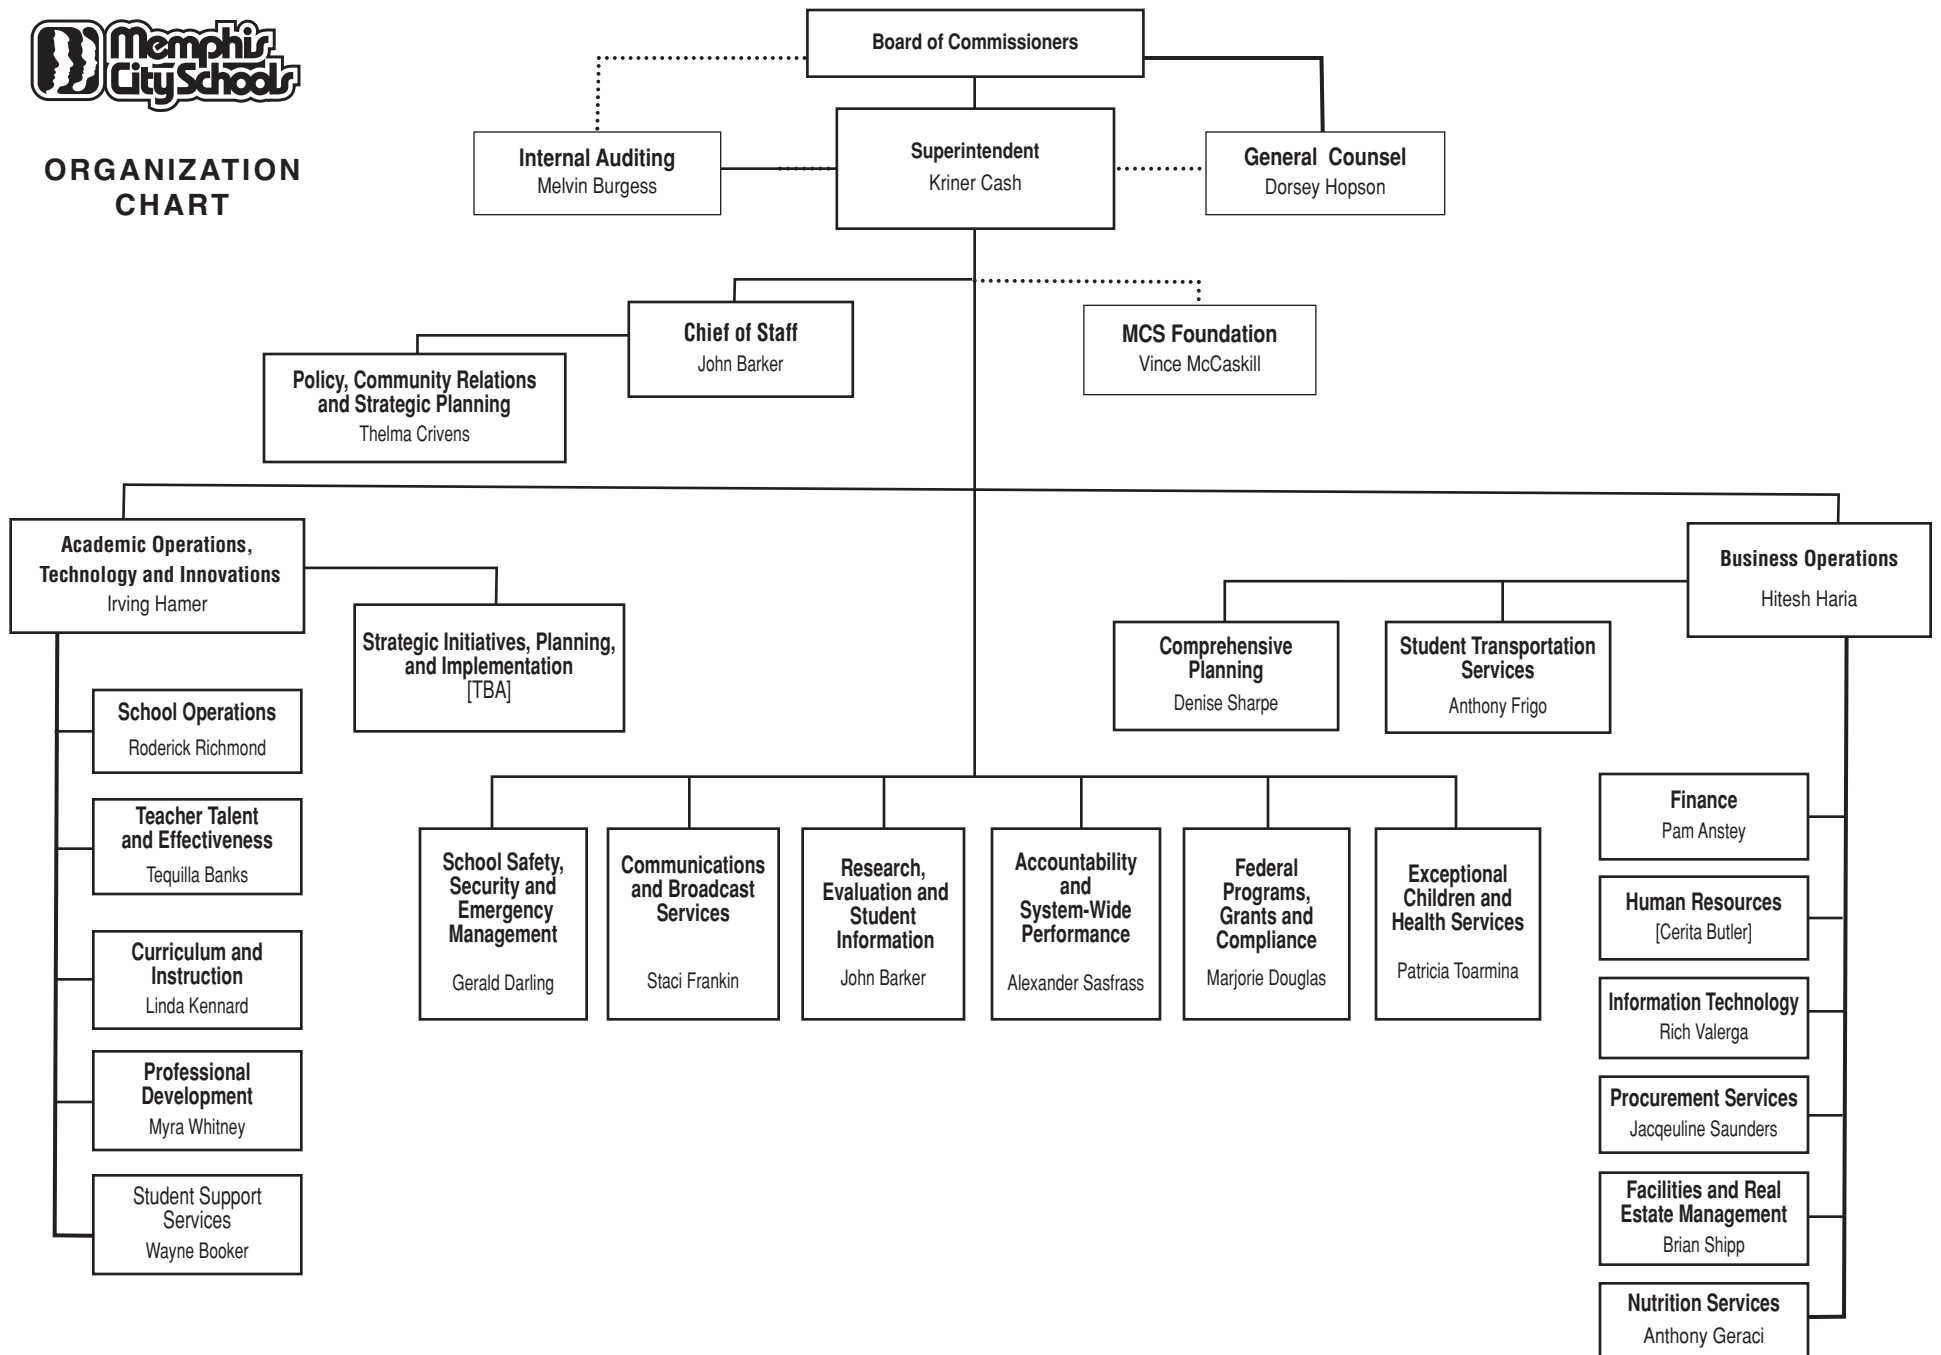 Memphis
City Schools
ORGANIZATION
CHART
Board of Commissioners
Internal Auditing
Melvin Burgess
Superintendent
Kriner Cash
General Counsel
Dorsey Hopson
Chief of Staff
John Barker
MCS Foundation
Vince McCaskill
Policy, Community Relations
and Strategic Planning
Thelma Crivens
Academic Operations,
Technology and Innovations
Irving Hamer
Business Operations
Hitesh Haria
Strategic Initiatives, Planning,
and Implementation
[TBA]
Comprehensive
Planning
Denise Sharpe
Student Transportation
Services
Anthony Frigo
School Operations
Roderick Richmond
Teacher Talent
and Effectiveness
Tequilla Banks
Curriculum and
Instruction
Linda Kennard
Professional
Development
Myra Whitney
Student Support
Services
Wayne Booker
School Safety,
Security and
Emergency
Management
Gerald Darling
Communications
and Broadcast
Services
Staci Frankin
Research,
Evaluation and
Student
Information
John Barker
Accountability
and
System-Wide
Performance
Alexander Sasfrass
Federal
Programs,
Grants and
Compliance
Marjorie Douglas
Exceptional
Children and
Health Services
Patricia Toarmina
Finance
Pam Anstey
Human Resources
[Cerita Butler]
Information Technology
Rich Valerga
Procurement Services
Jacqeuline Saunders
Facilities and Real
Estate Management
Brian Shipp
Nutrition Services
Anthony Geraci